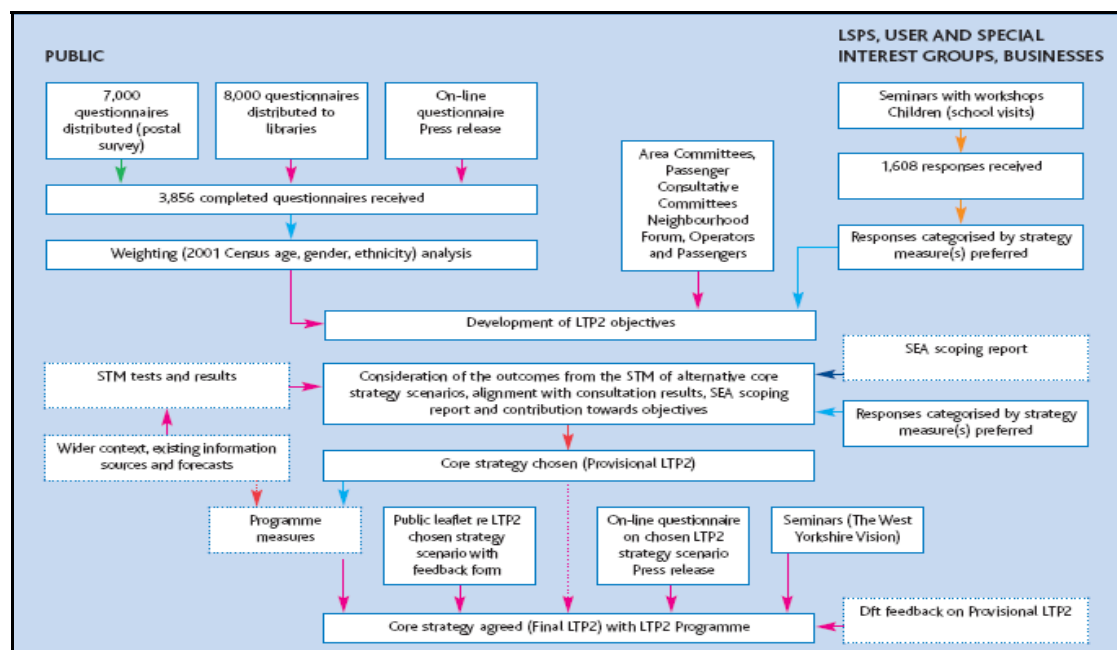 PUBLIC
LSPS, USER AND SPECIAL
INTEREST GROUPS, BUSINESSES
7,000
questionnaires
distributed (postal
survey)
8,000 questionnaires
distributed to
libraries
On-line
questionnaire
Press release
Seminars with workshops
Children (school visits)
Area Committees,
Passenger
Consultative
Committees
Neighbourhood
Forum, Operators
and Passengers
1,608 responses received
3,856 completed questionnaires received
Weighting (2001 Census age, gender, ethnicity) analysis
Responses categorised by strategy
measure(s) preferred
Development of LTP2 objectives
STM tests and results
Consideration of the outcomes from the STM of alternative core
strategy scenarios, alignment with consultation results, SEA scoping
report and contribution towards objectives
SEA scoping report
Responses categorised by strategy
measure(s) preferred
Wider context, existing information
sources and forecasts
Core strategy chosen (Provisional LTP2)
Programme
measures
Public leaflet re LTP2
chosen strategy
scenario with
feedback form
On-line questionnaire
on chosen LTP2
strategy scenario
Press release
Seminars (The West
Yorkshire Vision)
Core strategy agreed (Final LTP2) with LTP2 Programme
Dft feedback on Provisional LTP2